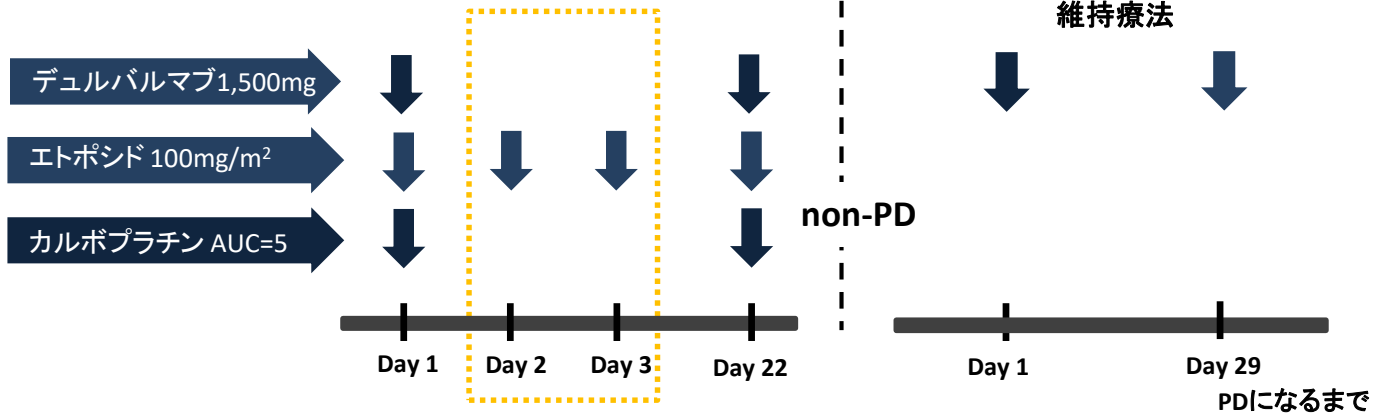 維持療法
デュルバルマブ1,500mg
エトポシド 100mg/m²
カルボプラチン AUC=5
non-PD
Day 1
Day 2
Day 3
Day 22
Day 1
Day 29
PDになるまで